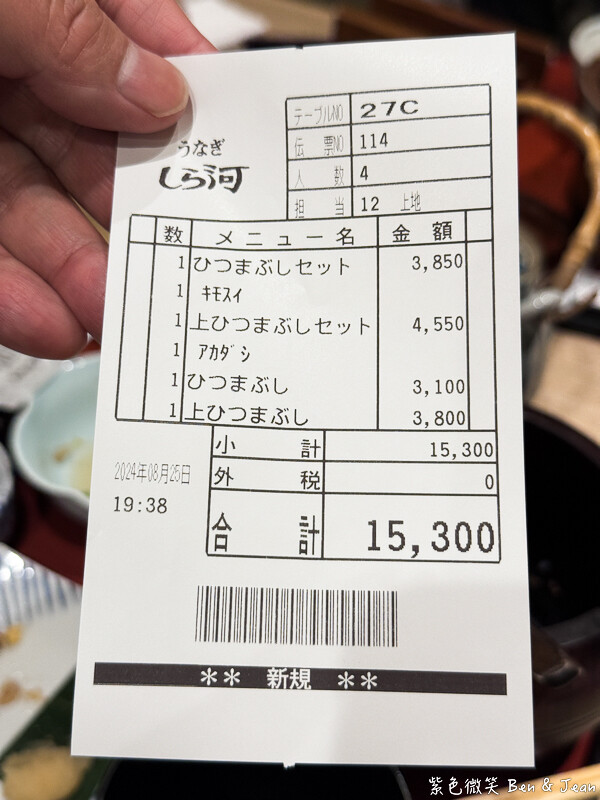 うなぎ
しら河
テーブルNO 27C
伝票NO 114
人数 4
担当 12 上地
数 メニュー名 金額
1 ひつまぶしセット 3,850
1 ｷﾓｽｲ
1 上ひつまぶしセット 4,550
1 ｱｶﾀﾞｼ
1 ひつまぶし 3,100
1 上ひつまぶし 3,800
小計 15,300
外税 0
合計 15,300
2024年08月25日
19:38
** 新規 **
紫色微笑 Ben & Jean